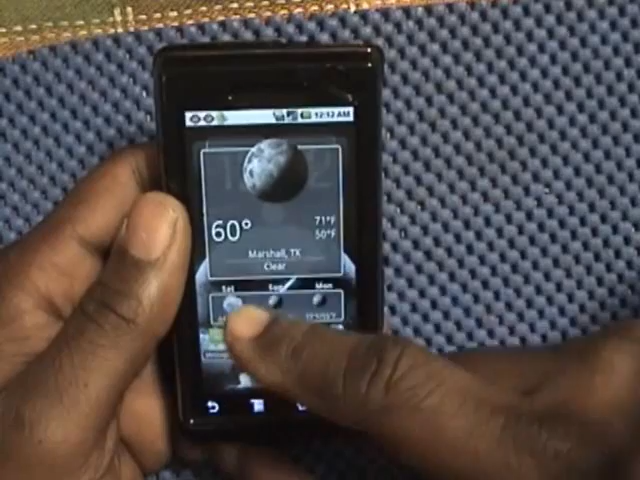 12:12 AM
60° 71°F
50°F
Marshall, TX
Clear
Sat Sun Mon